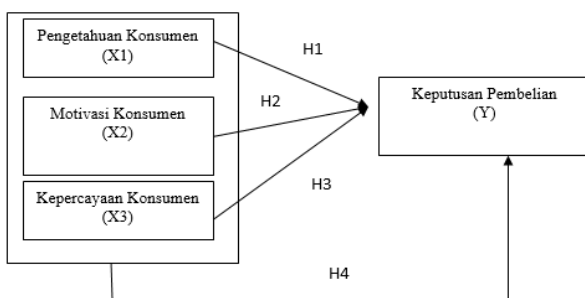 Pengetahuan Konsumen
(X1)
H1
Keputusan Pembelian
(Y)
H2
Motivasi Konsumen
(X2)
H3
Kepercayaan Konsumen
(X3)
H4